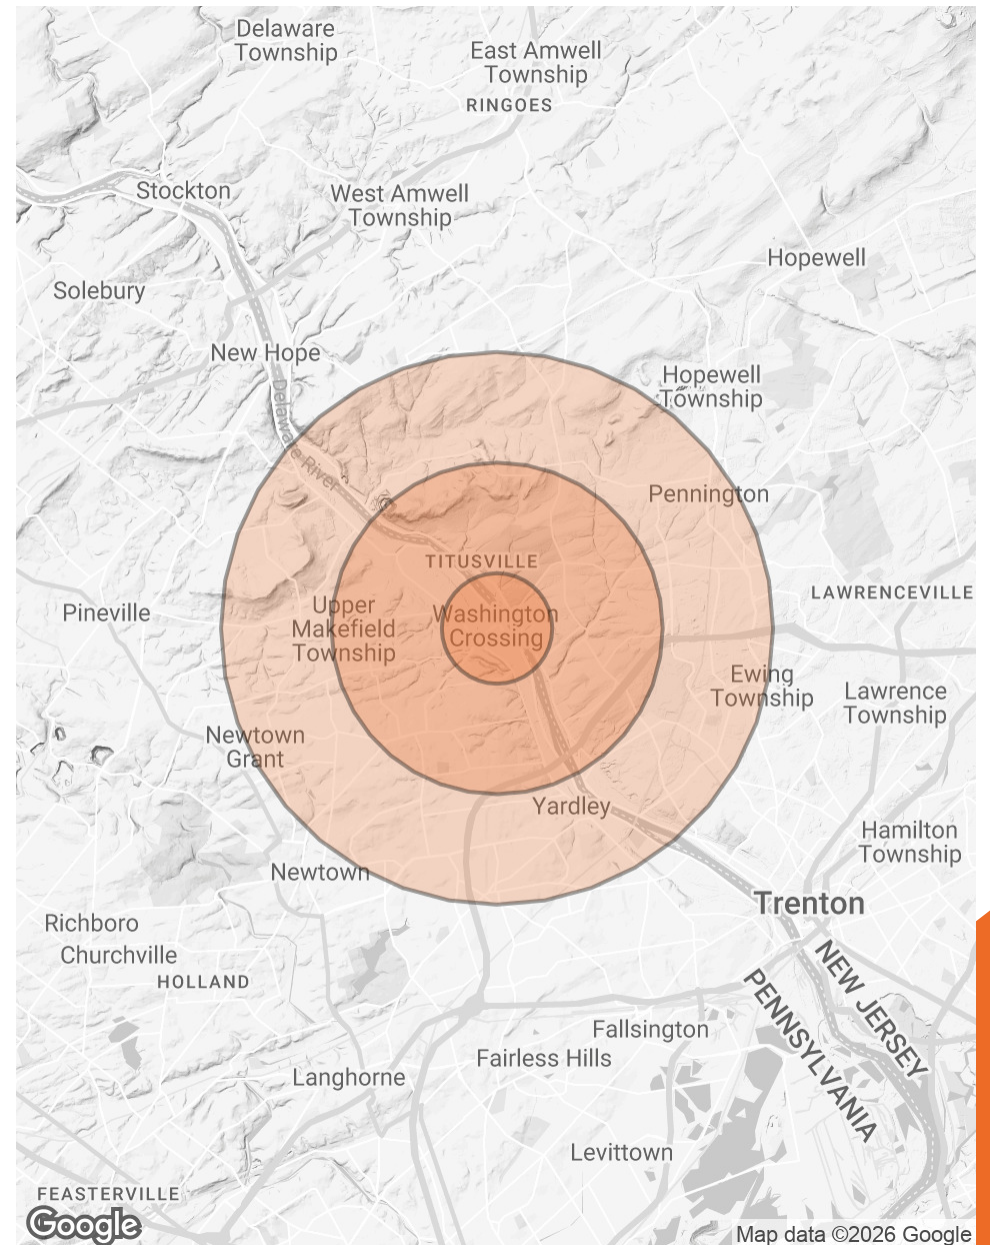 Delaware
Township
East Amwell
Township
RINGOES
Stockton
West Amwell
Township
Hopewell
Solebury
New Hope
Hopewell
Township
Delaware River
Pennington
TITUSVILLE
LAWRENCEVILLE
Pineville
Upper
Makefield
Township
Washington
Crossing
Ewing
Township
Lawrence
Township
Newtown
Grant
Yardley
Hamilton
Township
Newtown
Trenton
Richboro
Churchville
HOLLAND
NEW JERSEY
PENNSYLVANIA
Fallsington
Fairless Hills
Langhorne
Levittown
FEASTERVILLE
Google
Map data ©2026 Google